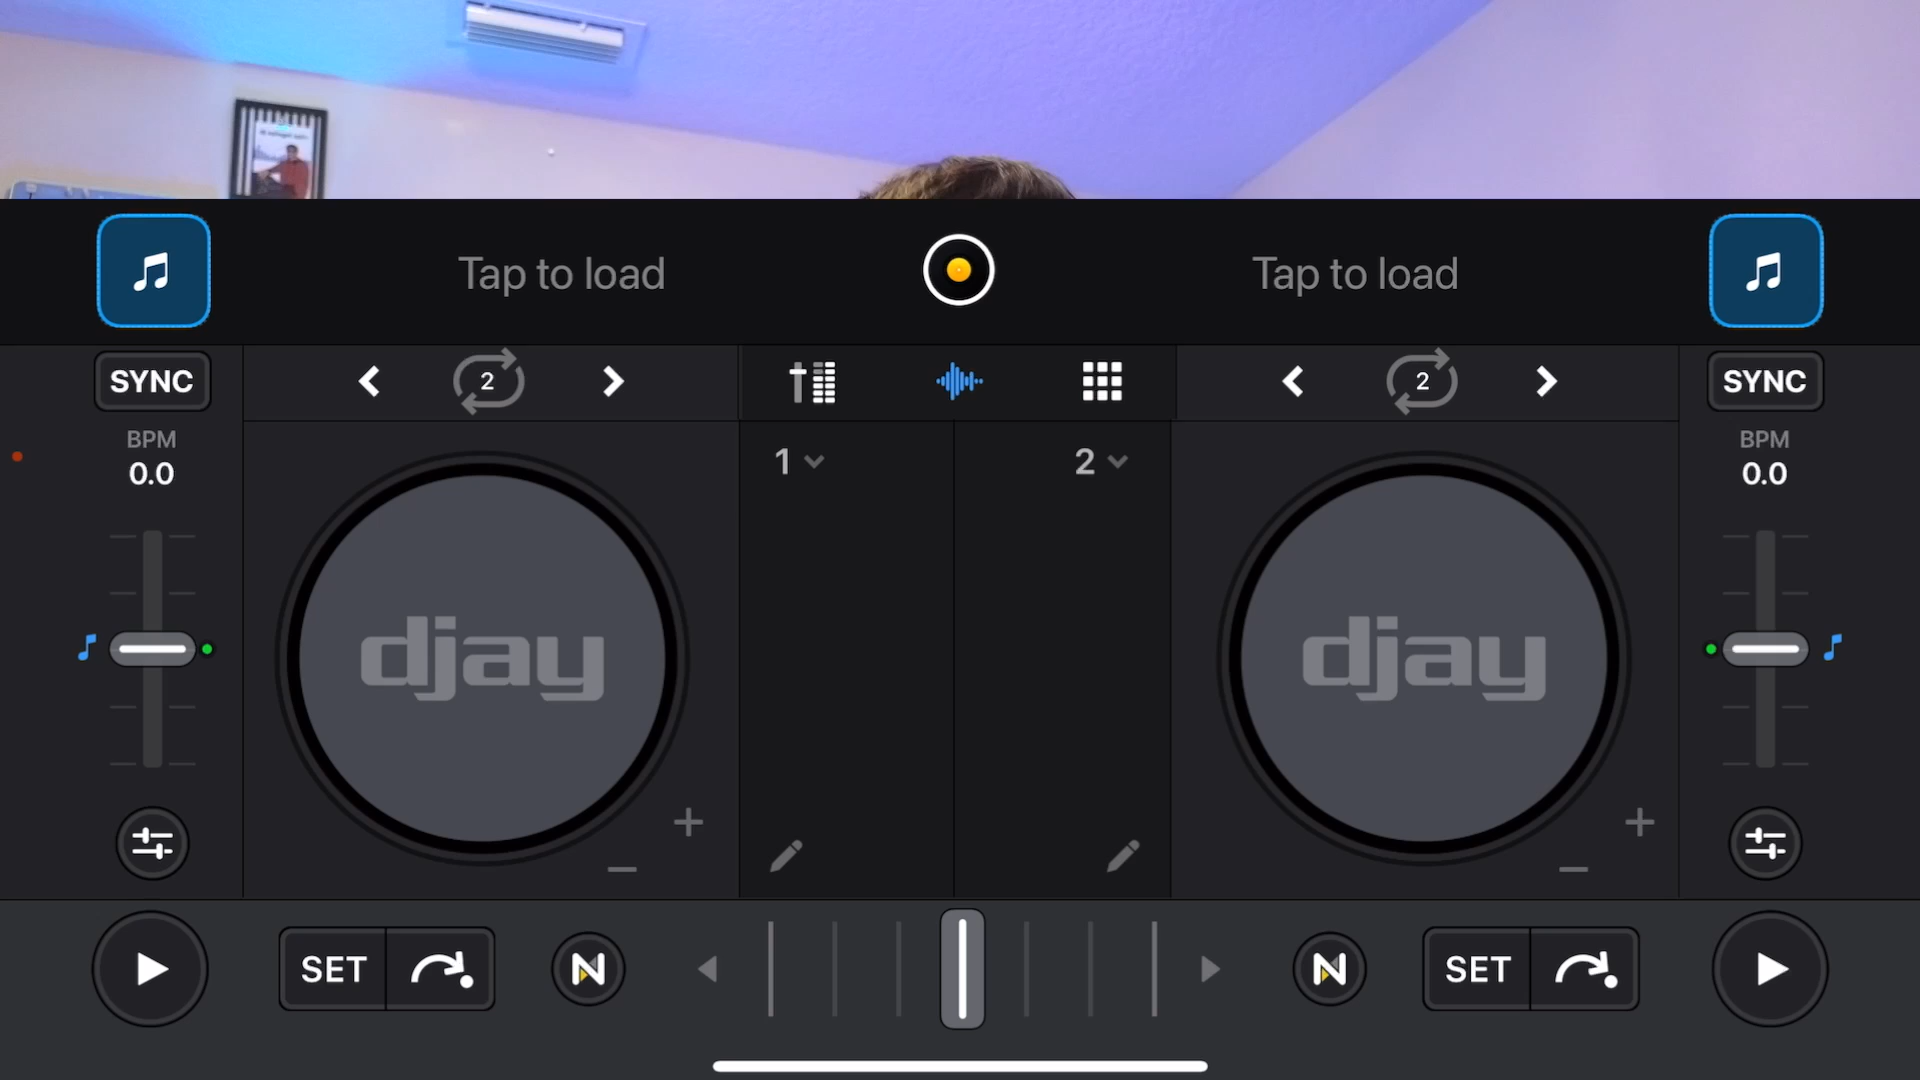 Tap to load
Tap to load
SYNC
2
2
SYNC
BPM
0.0
1
2
BPM
0.0
djay
djay
SET
N
N
SET